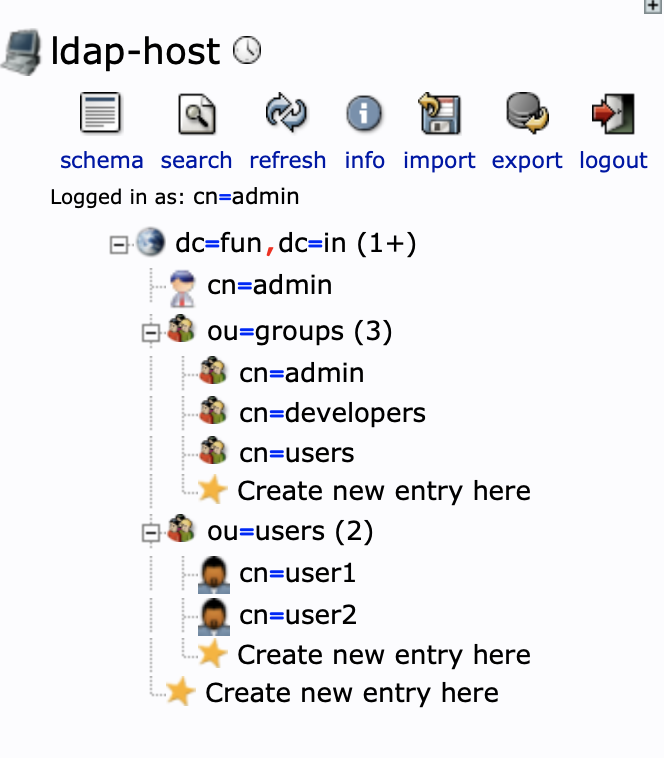 ldap-host
schema search refresh info import export logout
Logged in as: cn=admin
dc=fun,dc=in (1+)
cn=admin
ou=groups (3)
cn=admin
cn=developers
cn=users
Create new entry here
ou=users (2)
cn=user1
cn=user2
Create new entry here
Create new entry here